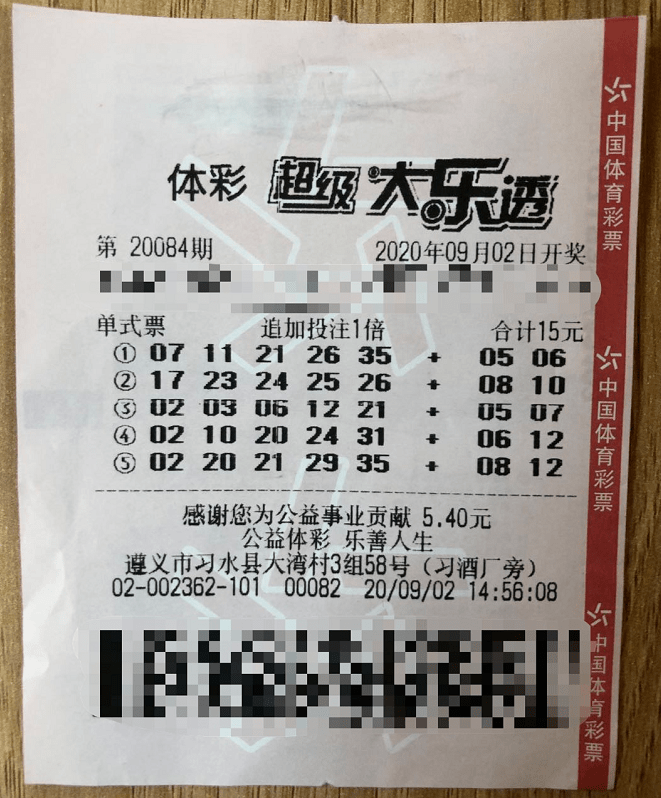 体彩 超级大乐透
第 20084期 2020年09月02日开奖
单式票 追加投注1倍 合计15元
① 07 11 21 26 35 + 05 06
② 17 23 24 25 26 + 08 10
③ 02 03 06 12 21 + 05 07
④ 02 10 20 24 31 + 06 12
⑤ 02 20 21 29 35 + 08 12
感谢您为公益事业贡献 5.40元
公益体彩 乐善人生
遵义市习水县大湾村3组58号（习酒厂旁）
02-002362-101 00082 20/09/02 14:56:08
中国体育彩票
中国体育彩票
中国体育彩票